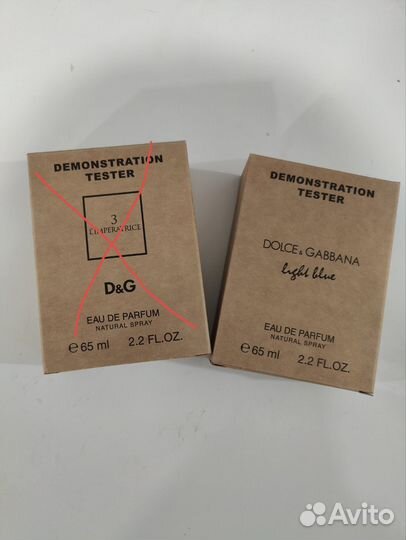 DEMONSTRATION
TESTER
3
L'IMPERATRICE
D&G
EAU DE PARFUM
NATURAL SPRAY
e 65 ml 2.2 FL.OZ.
DEMONSTRATION
TESTER
DOLCE & GABBANA
light blue
EAU DE PARFUM
NATURAL SPRAY
e 65 ml 2.2 FL.OZ.
Avito